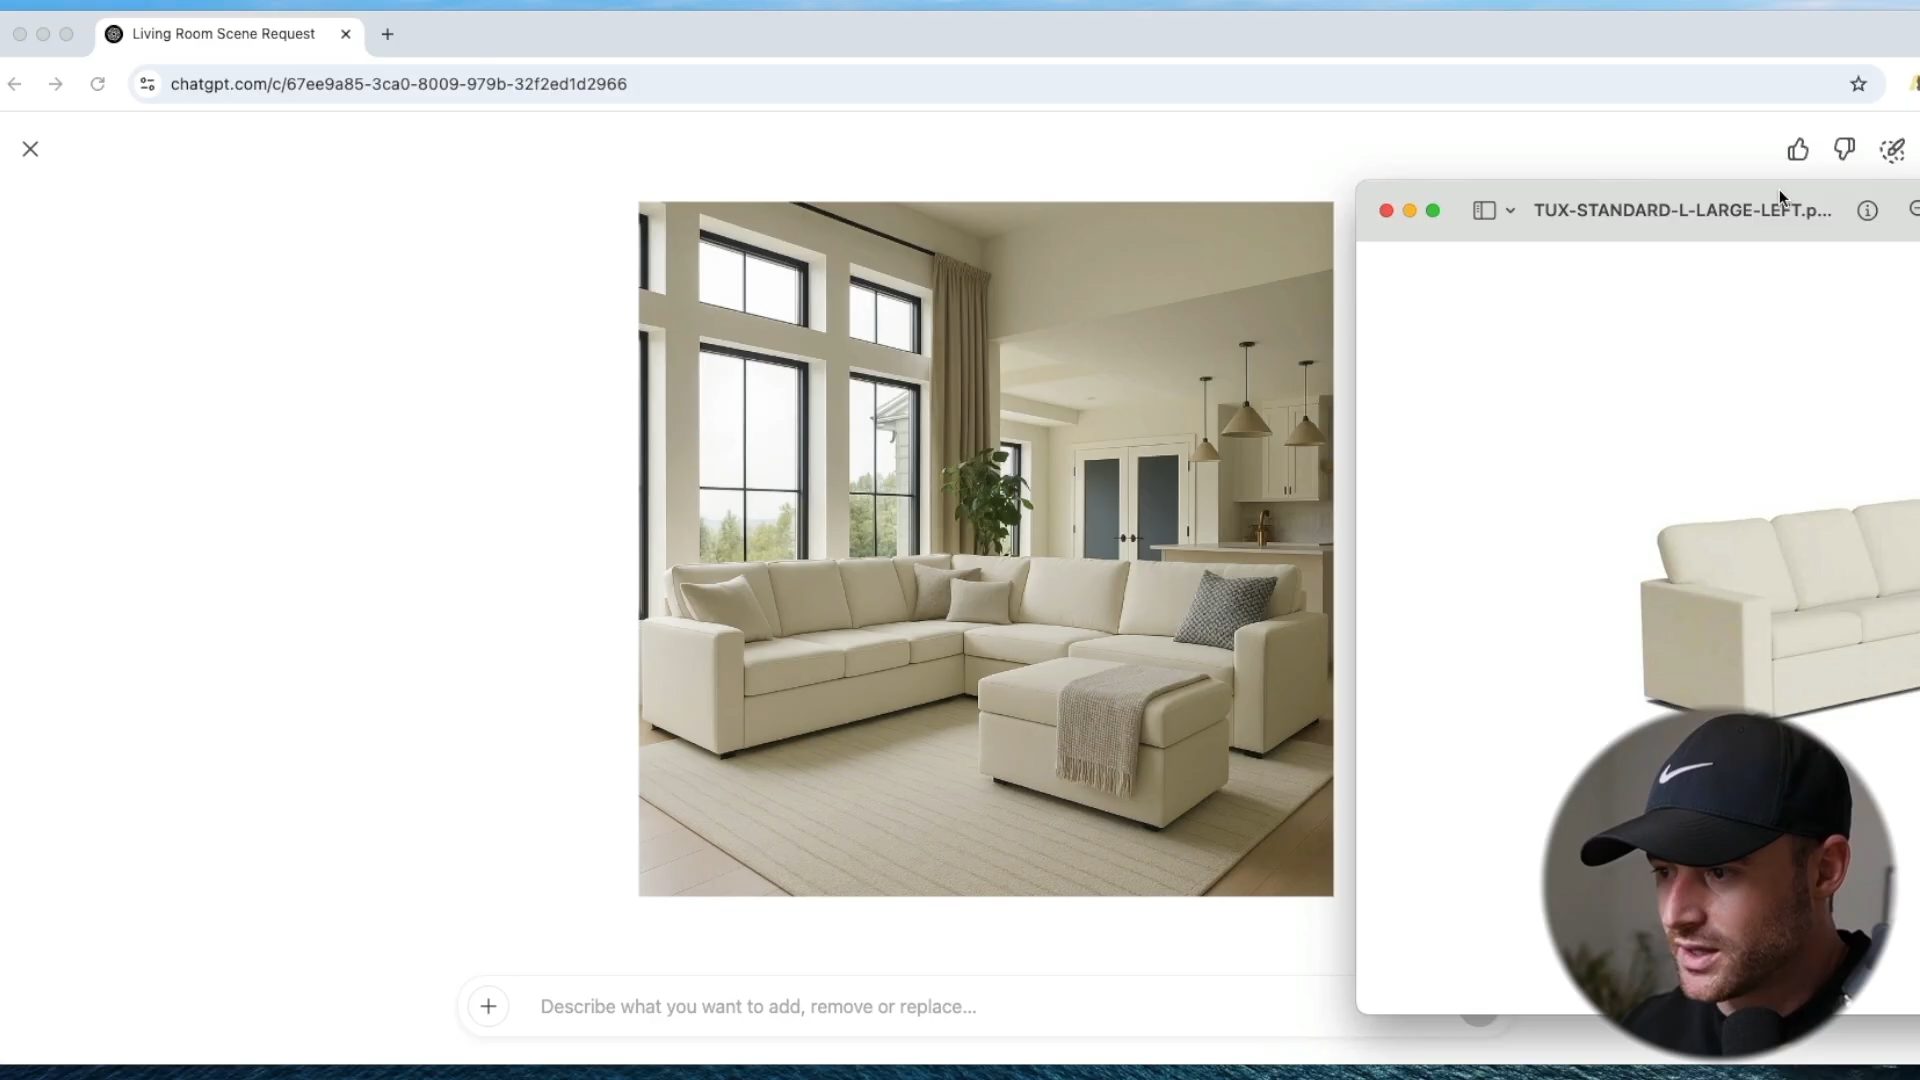 Living Room Scene Request
chatgpt.com/c/67ee9a85-3ca0-8009-979b-32f2ed1d2966
TUX-STANDARD-L-LARGE-LEFT.p...
Describe what you want to add, remove or replace...